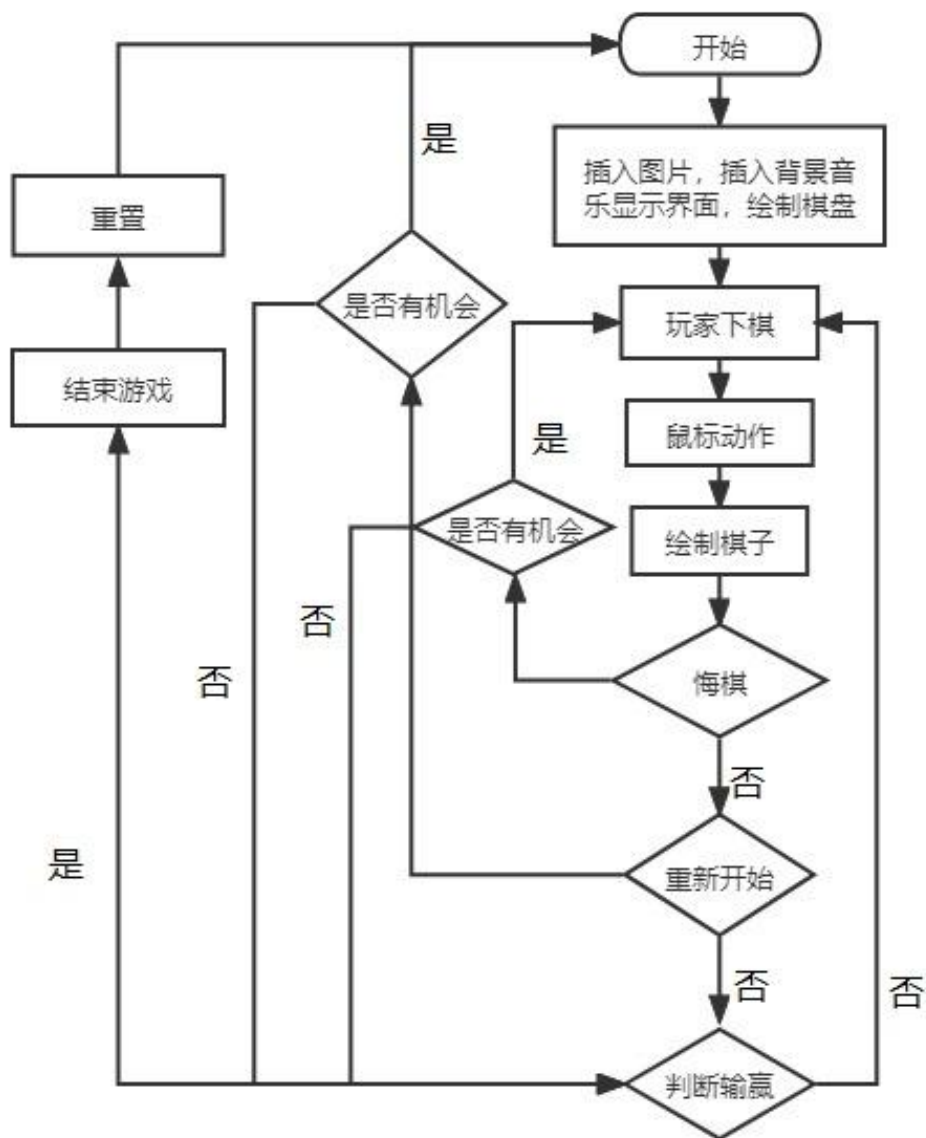 开始
是
插入图片，插入背景音
乐显示界面，绘制棋盘
重置
是否有机会
玩家下棋
结束游戏
鼠标动作
是
是否有机会
绘制棋子
否
否
悔棋
否
是
重新开始
否
否
判断输赢